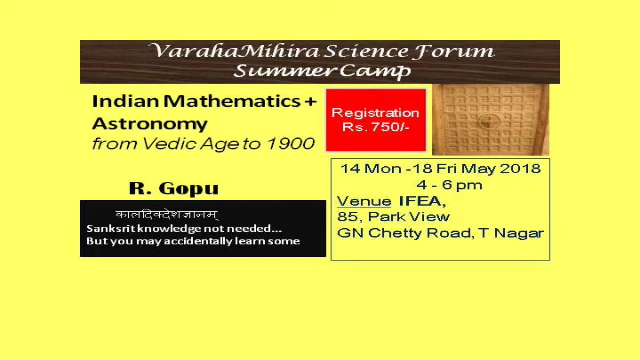 VarahaMihira Science Forum
Summer Camp
Indian Mathematics +
Astronomy
from Vedic Age to 1900
Registration
Rs. 750/-
R. Gopu
14 Mon -18 Fri May 2018
4 - 6 pm
Venue IFEA,
85, Park View
GN Chetty Road, T Nagar
कालदिक्देशज्ञानम्
Sanksrit knowledge not needed...
But you may accidentally learn some